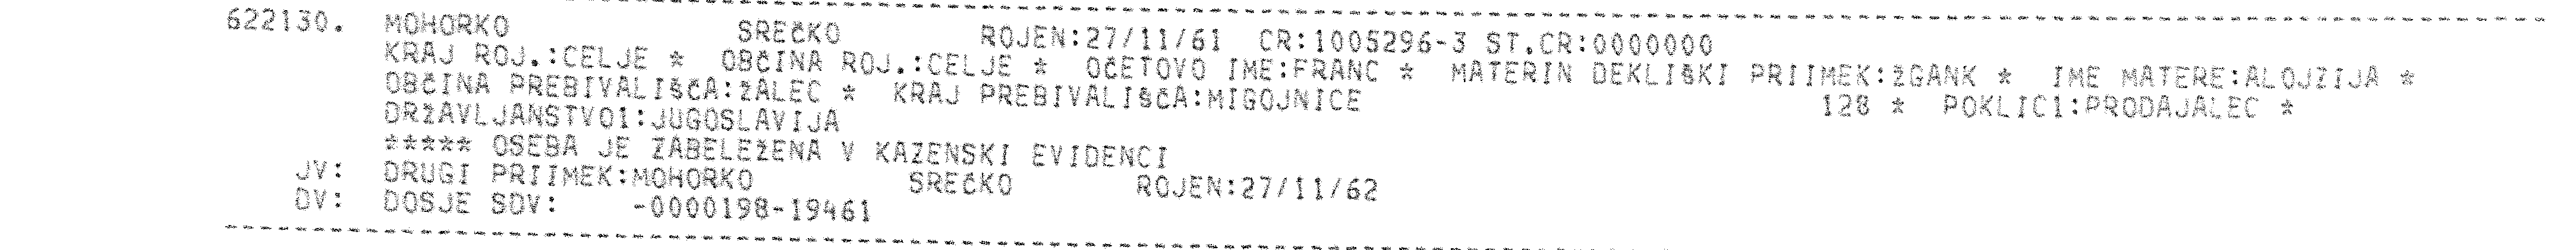 622130. MOHORKO SREČKO ROJEN:27/11/61 CR:1005296-3 ST.CR:0000000
KRAJ ROJ.:CELJE * OBČINA ROJ.:CELJE * OČETOVO IME:FRANC * MATERIN DEKLIŠKI PRIIMEK:ŽGANK * IME MATERE:ALOJZIJA *
OBČINA PREBIVALIŠČA:ŽALEC * KRAJ PREBIVALIŠČA:MIGOJNICE 128 * POKLIC1:PRODAJALEC *
DRŽAVLJANSTVO1:JUGOSLAVIJA
***** OSEBA JE ZABELEŽENA V KAZENSKI EVIDENCI
JV: DRUGI PRIIMEK:MOHORKO SREČKO ROJEN:27/11/62
DV: DOSJE SDV: -0000198-19461